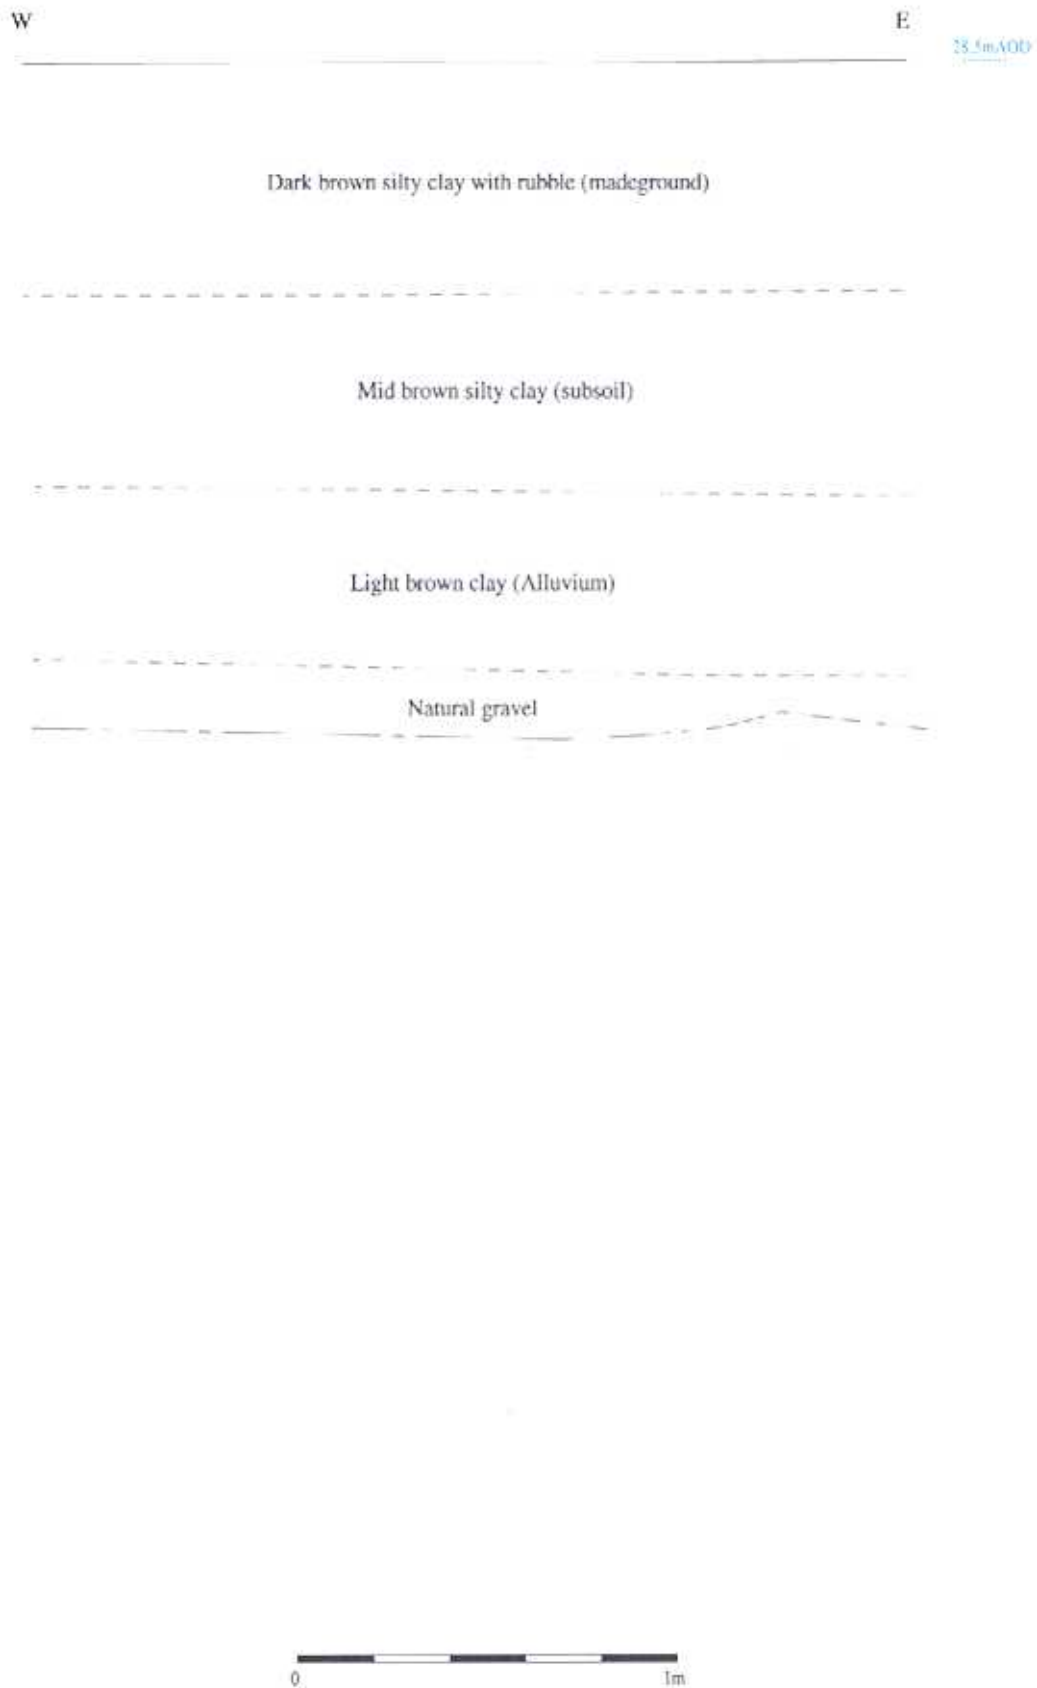 W E
28.5mAOD
Dark brown silty clay with rubble (madeground)
Mid brown silty clay (subsoil)
Light brown clay (Alluvium)
Natural gravel
0 1m